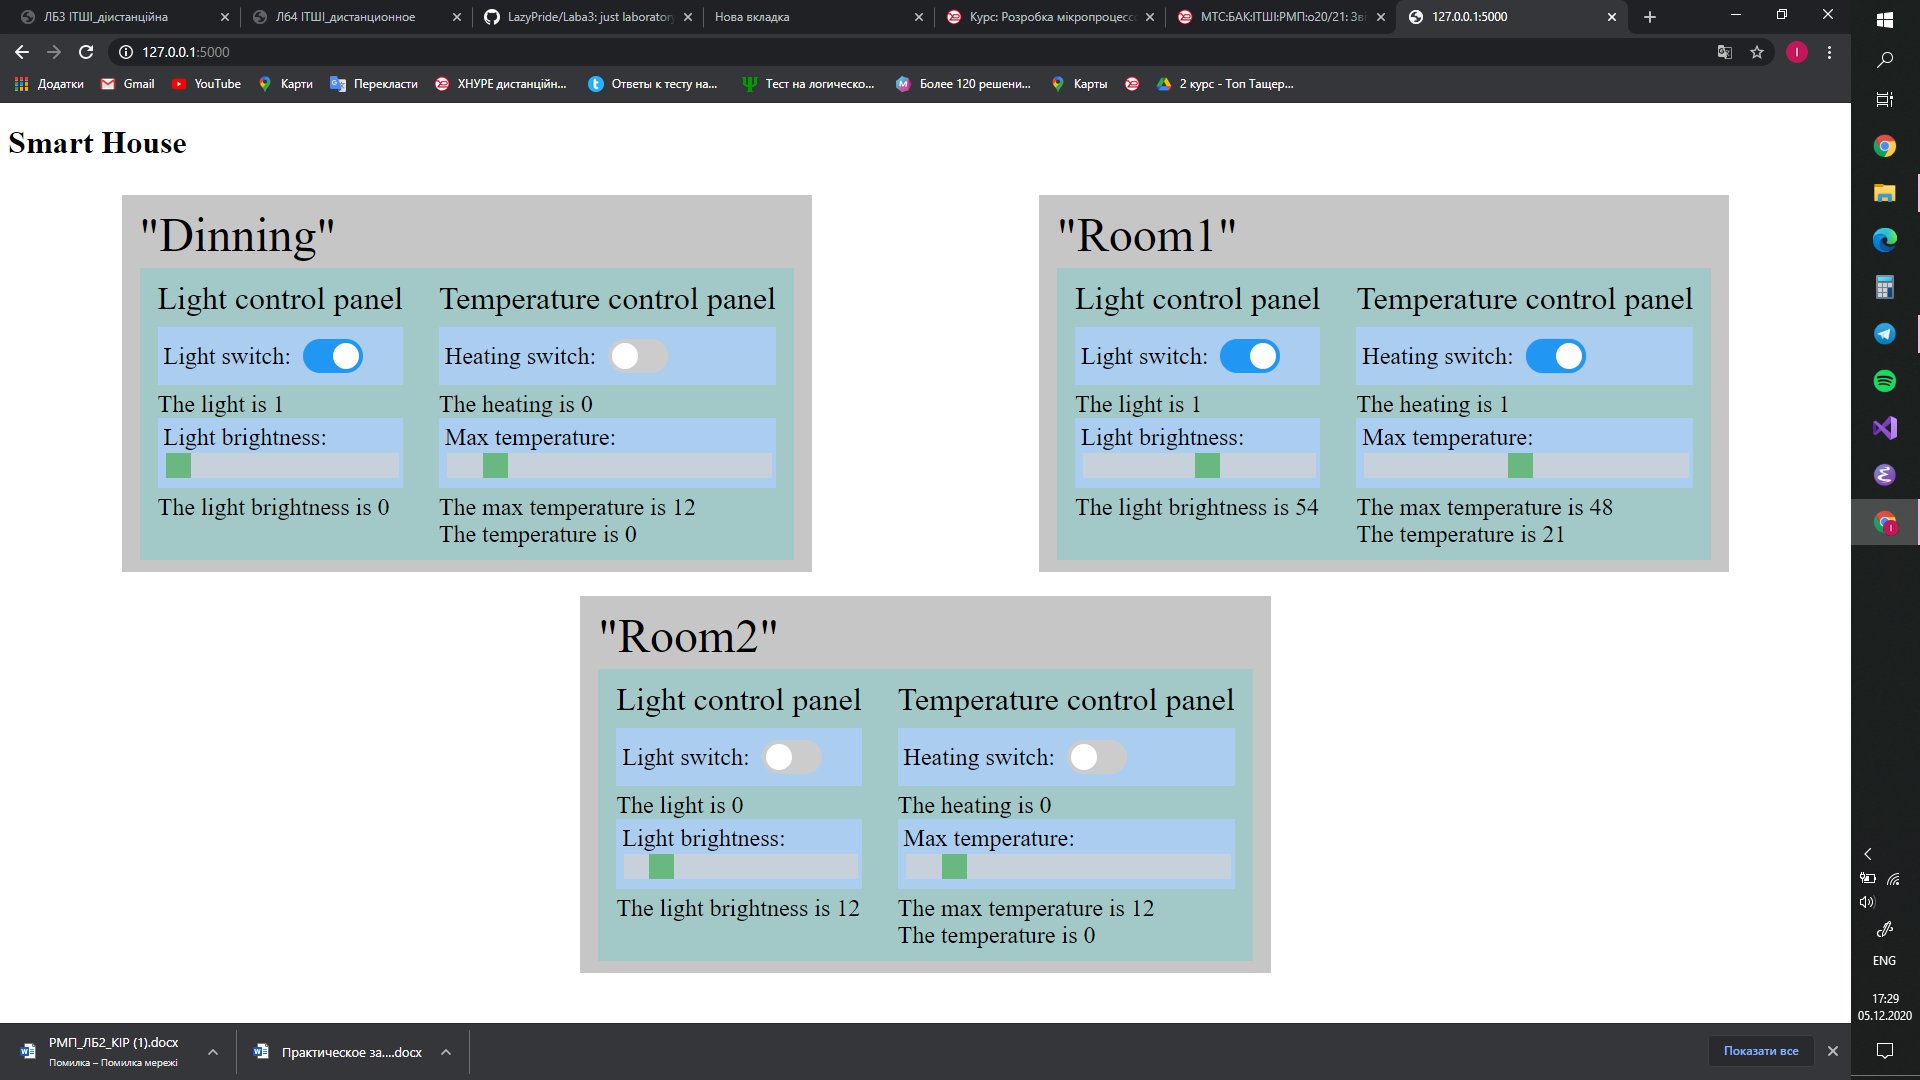 ЛБ3 ІТШІ_діистанційна
Лб4 ІТШІ_дистанционное
LazyPride/Laba3: just laborator
Нова вкладка
Курс: Розробка мікропроцесс
МТС:БАК:ІТШІ:РМП:о20/21: Зві
127.0.0.1:5000
127.0.0.1:5000
Додатки
Gmail
YouTube
Карти
Перекласти
ХНУРЕ дистанційн...
Ответы к тесту на...
Тест на логическо...
Более 120 решени...
Карты
2 курс - Топ Тащер...
Smart House
"Dinning"
Light control panel
Temperature control panel
Light switch:
Heating switch:
The light is 1
The heating is 0
Light brightness:
Max temperature:
The light brightness is 0
The max temperature is 12
The temperature is 0
"Room1"
Light control panel
Temperature control panel
Light switch:
Heating switch:
The light is 1
The heating is 1
Light brightness:
Max temperature:
The light brightness is 54
The max temperature is 48
The temperature is 21
"Room2"
Light control panel
Temperature control panel
Light switch:
Heating switch:
The light is 0
The heating is 0
Light brightness:
Max temperature:
The light brightness is 12
The max temperature is 12
The temperature is 0
ENG
17:29
05.12.2020
РМП_ЛБ2_КІР (1).docx
Помилка – Помилка мережі
Практическое за....docx
Показати все